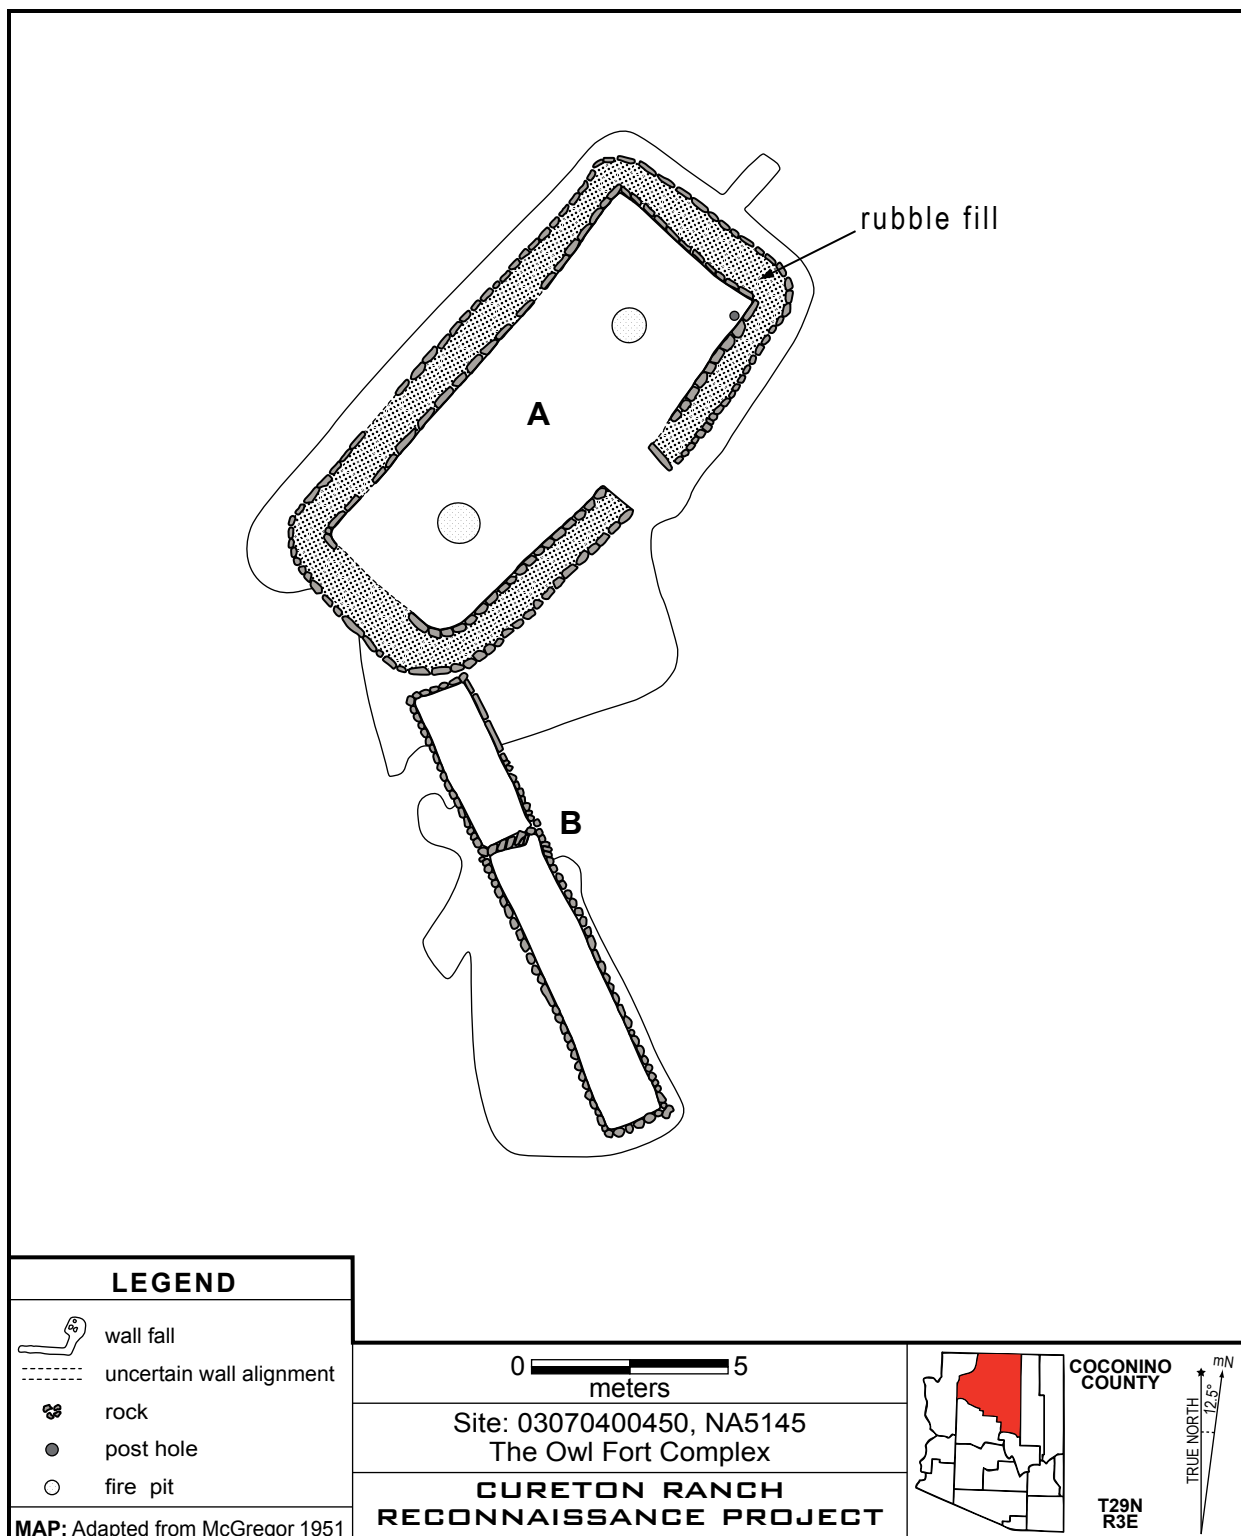 rubble fill
A
B
LEGEND
wall fall
uncertain wall alignment
rock
post hole
fire pit
MAP: Adapted from McGregor 1951
0 5
meters
Site: 03070400450, NA5145
The Owl Fort Complex
CURETON RANCH
RECONNAISSANCE PROJECT
COCONINO
COUNTY
T29N
R3E
TRUE NORTH
12.5°
mN